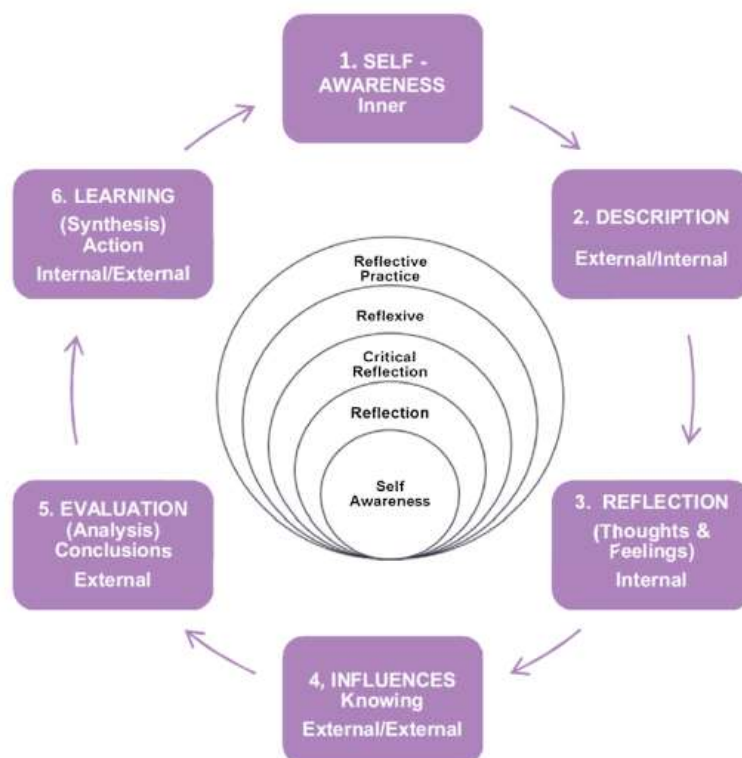 1. SELF -
AWARENESS
Inner
2. DESCRIPTION
External/Internal
3. REFLECTION
(Thoughts &
Feelings)
Internal
4, INFLUENCES
Knowing
External/External
5. EVALUATION
(Analysis)
Conclusions
External
6. LEARNING
(Synthesis)
Action
Internal/External
Reflective
Practice
Reflexive
Critical
Reflection
Reflection
Self
Awareness